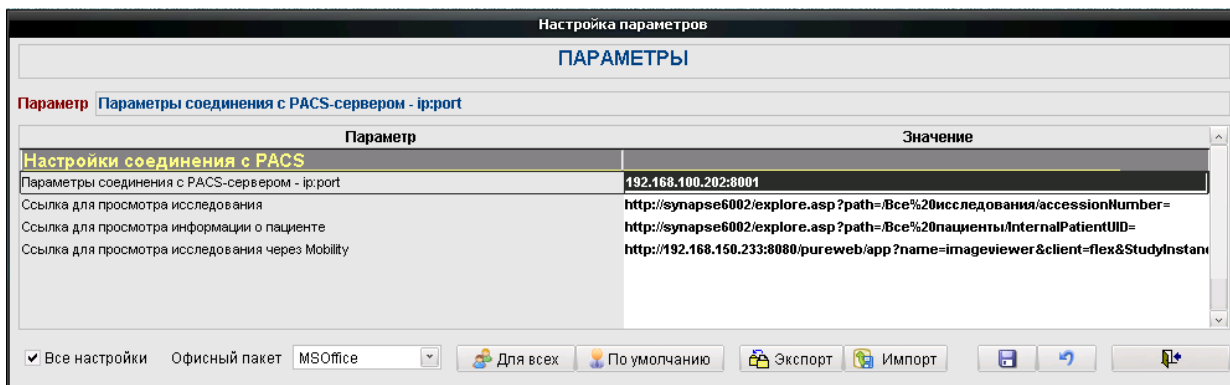 Настройка параметров
ПАРАМЕТРЫ
Параметр Параметры соединения с PACS-сервером - ip:port
Параметр Значение
Настройки соединения с PACS
Параметры соединения с PACS-сервером - ip:port 192.168.100.202:8001
Ссылка для просмотра исследования http://synapse6002/explore.asp?path=/Все%20исследования/accessionNumber=
Ссылка для просмотра информации о пациенте http://synapse6002/explore.asp?path=/Все%20пациенты/InternalPatientUID=
Ссылка для просмотра исследования через Mobility http://192.168.150.233:8080/pureweb/app?name=imageviewer&client=flex&StudyInstan
Все настройки Офисный пакет MSOffice Для всех По умолчанию Экспорт Импорт